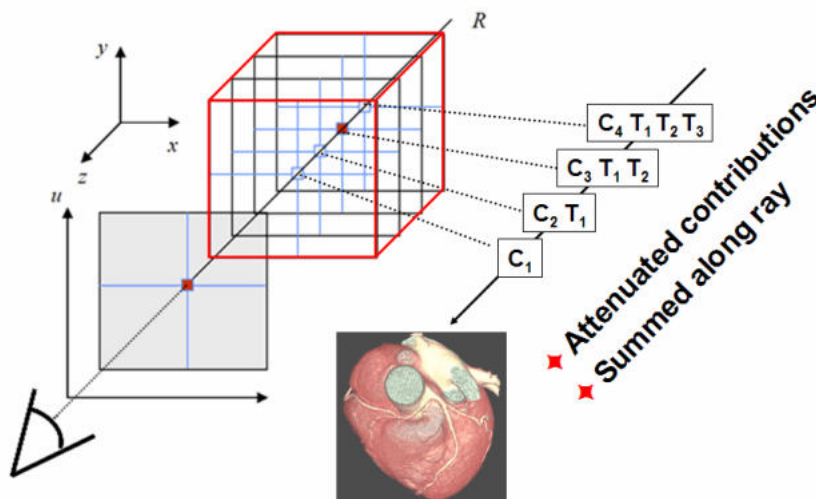 R
y
x
z
u
C4 T1 T2 T3
C3 T1 T2
C2 T1
C1
Attenuated contributions
Summed along ray